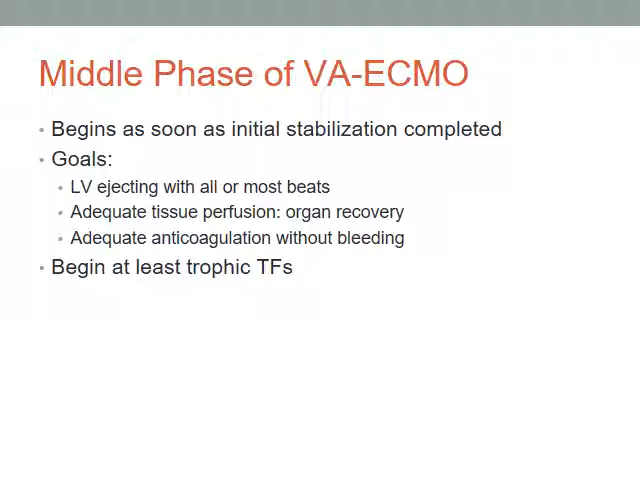 Middle Phase of VA-ECMO
• Begins as soon as initial stabilization completed
• Goals:
• LV ejecting with all or most beats
• Adequate tissue perfusion: organ recovery
• Adequate anticoagulation without bleeding
• Begin at least trophic TFs